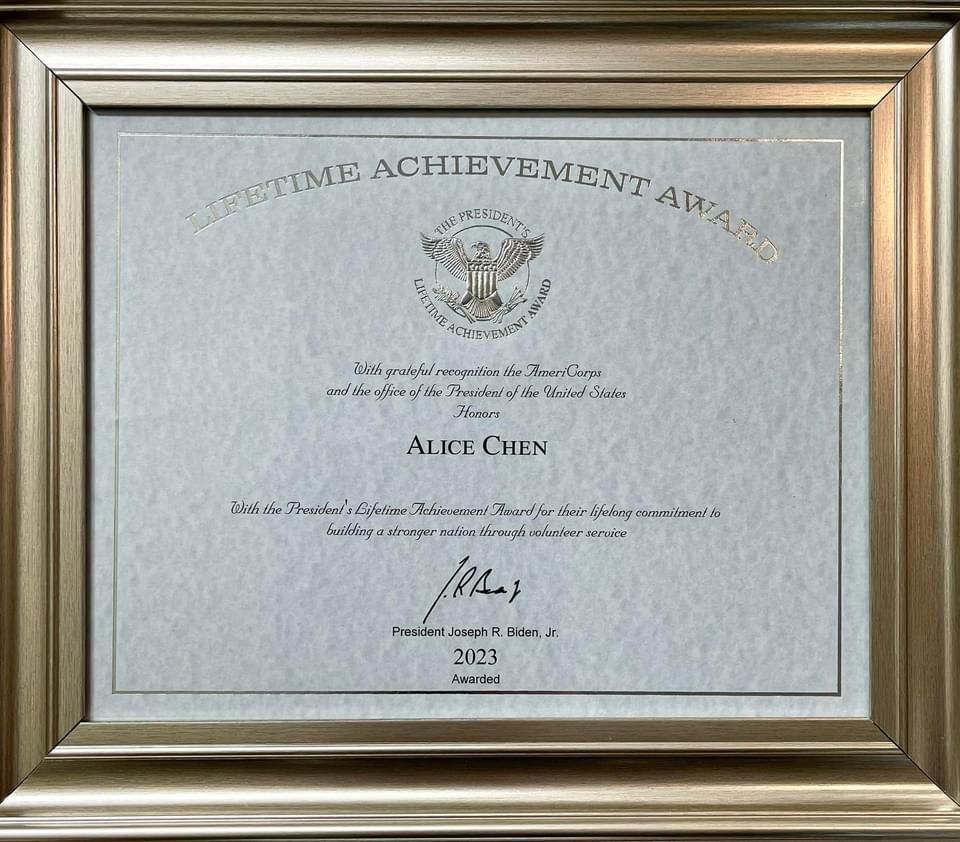 LIFETIME ACHIEVEMENT AWARD
THE PRESIDENT'S
LIFETIME ACHIEVEMENT AWARD
With grateful recognition the AmeriCorps
and the office of the President of the United States
Honors
ALICE CHEN
With the President's Lifetime Achievement Award for their lifelong commitment to
building a stronger nation through volunteer service
President Joseph R. Biden, Jr.
2023
Awarded